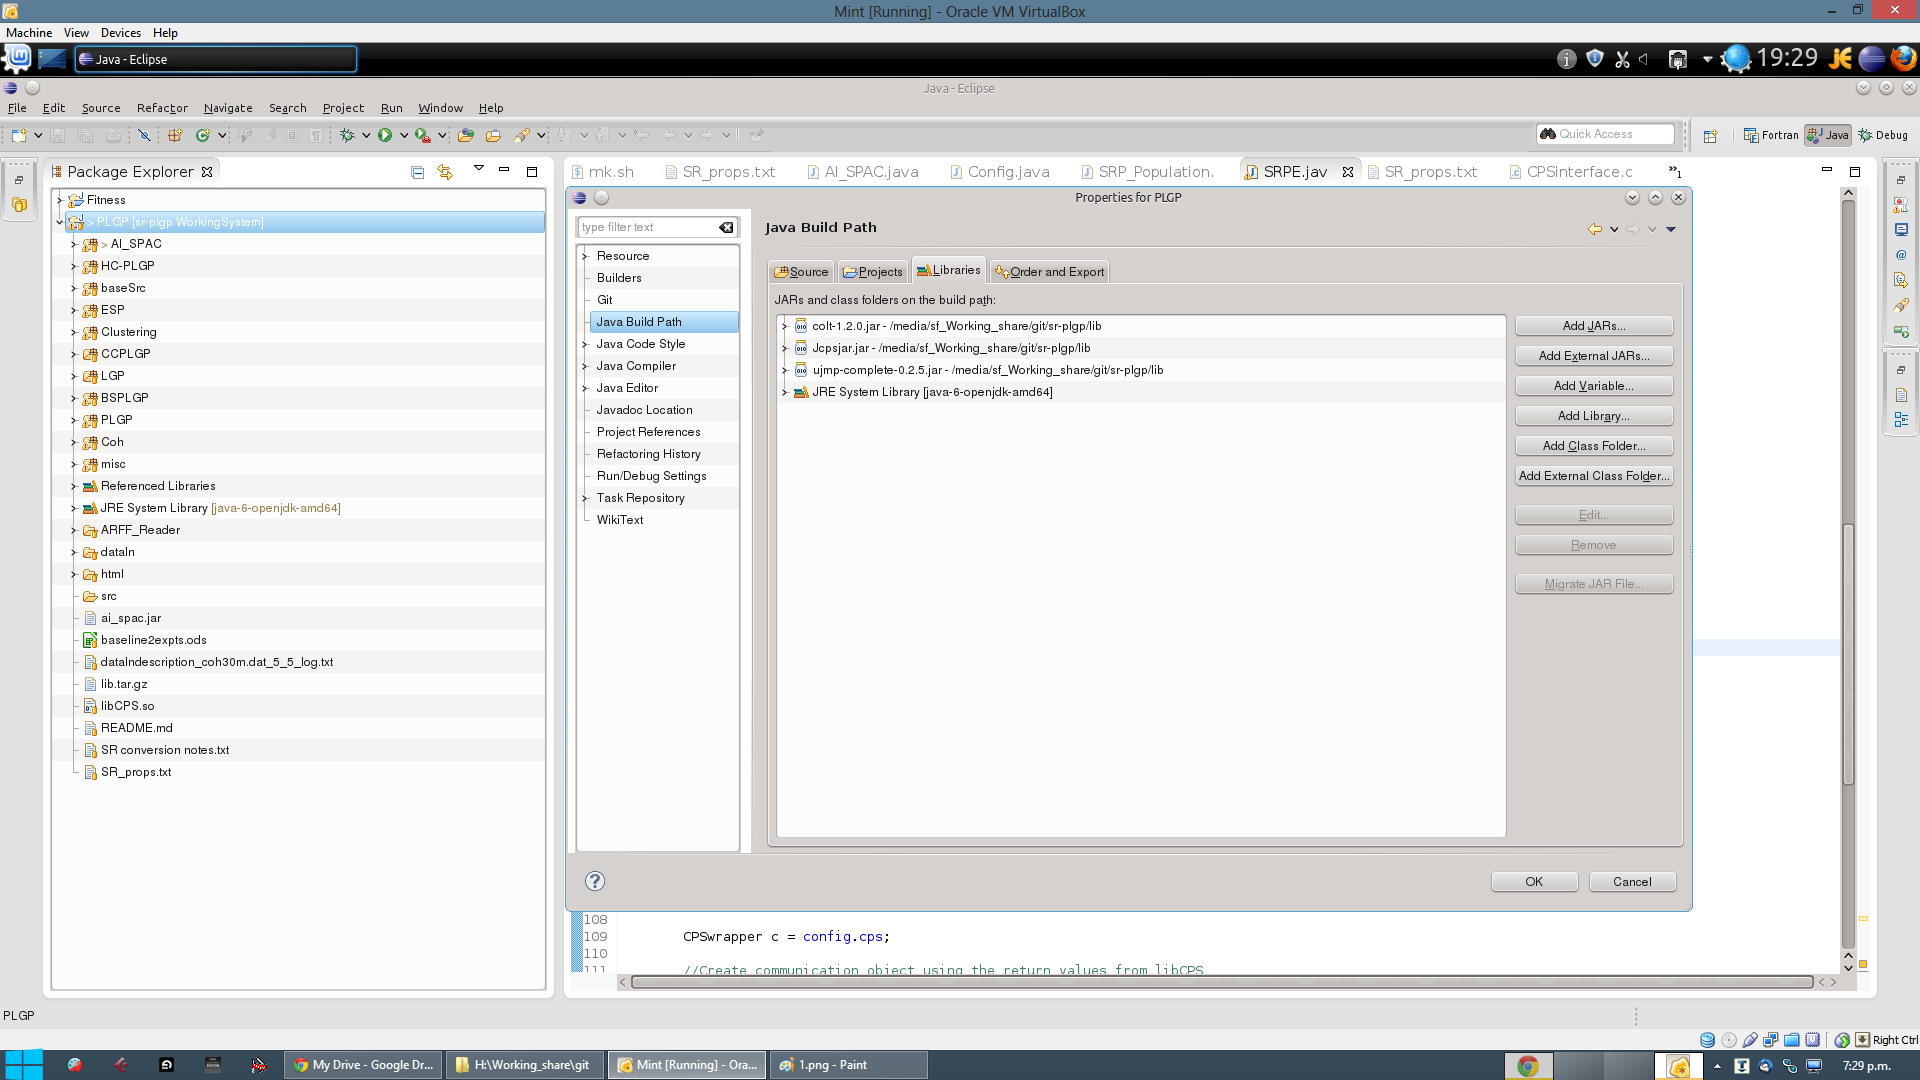 Mint [Running] - Oracle VM VirtualBox
Machine View Devices Help
Java - Eclipse
19:29
Java - Eclipse
File Edit Source Refactor Navigate Search Project Run Window Help
Quick Access
Fortran Java Debug
Package Explorer
mk.sh SR_props.txt AI_SPAC.java Config.java SRP_Population. SRPE.jav SR_props.txt CPSinterface.c »1
Fitness
> PLGP [sr-plgp WorkingSystem]
> AI_SPAC
HC-PLGP
baseSrc
ESP
Clustering
CCPLGP
LGP
BSPLGP
PLGP
Coh
misc
Referenced Libraries
JRE System Library [java-6-openjdk-amd64]
ARFF_Reader
dataIn
html
src
ai_spac.jar
baseline2expts.ods
dataIndescription_coh30m.dat_5_5_log.txt
lib.tar.gz
libCPS.so
README.md
SR conversion notes.txt
SR_props.txt
Properties for PLGP
type filter text
Resource
Builders
Git
Java Build Path
Java Code Style
Java Compiler
Java Editor
Javadoc Location
Project References
Refactoring History
Run/Debug Settings
Task Repository
WikiText
Java Build Path
Source Projects Libraries Order and Export
JARs and class folders on the build path:
colt-1.2.0.jar - /media/sf_Working_share/git/sr-plgp/lib
Jcpsjar.jar - /media/sf_Working_share/git/sr-plgp/lib
ujmp-complete-0.2.5.jar - /media/sf_Working_share/git/sr-plgp/lib
JRE System Library [java-6-openjdk-amd64]
Add JARs...
Add External JARs...
Add Variable...
Add Library...
Add Class Folder...
Add External Class Folder...
Edit...
Remove
Migrate JAR File...
OK Cancel
108
109 CPSwrapper c = config.cps;
110
111 //Create communication object using the return values from libCPS
PLGP
Right Ctrl
My Drive - Google Dr... H:\Working_share\git Mint [Running] - Ora... 1.png - Paint
7:29 p.m.